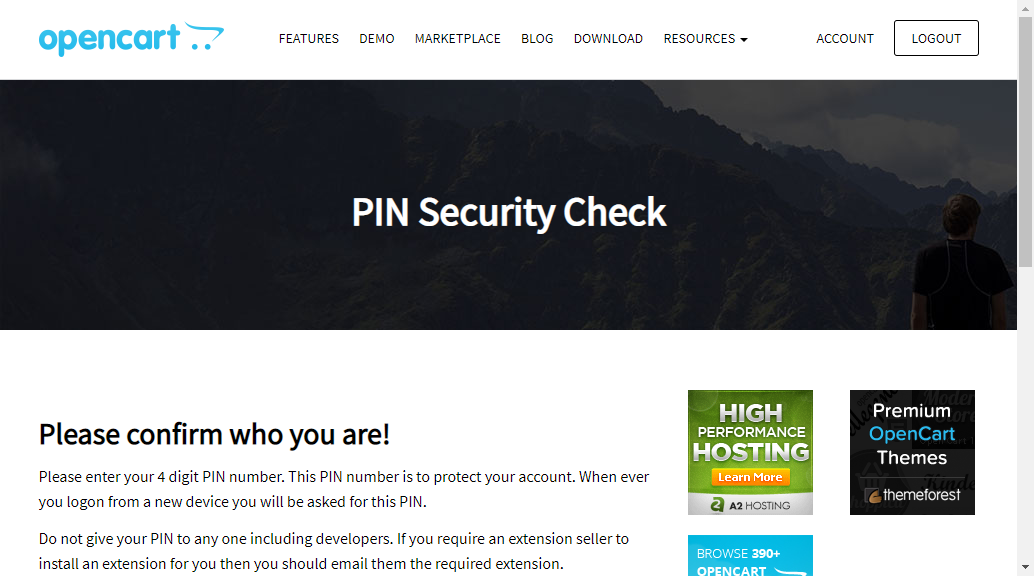 opencart
FEATURES DEMO MARKETPLACE BLOG DOWNLOAD RESOURCES ACCOUNT LOGOUT
PIN Security Check
Please confirm who you are!
Please enter your 4 digit PIN number. This PIN number is to protect your account. When ever
you logon from a new device you will be asked for this PIN.
Do not give your PIN to any one including developers. If you require an extension seller to
install an extension for you then you should email them the required extension.
HIGH
PERFORMANCE
HOSTING
Learn More
A2 HOSTING
Premium
OpenCart
Themes
themeforest
BROWSE 390+
OPENCART